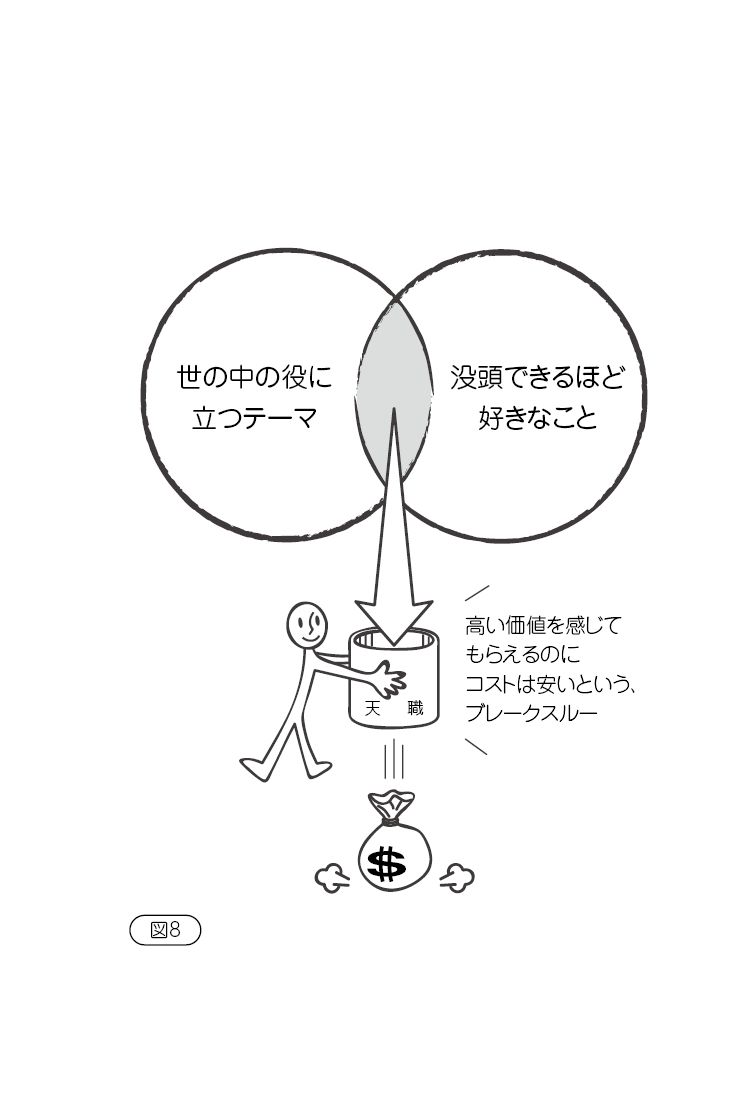 世の中の役に
立つテーマ
没頭できるほど
好きなこと
高い価値を感じて
もらえるのに
コストは安いという、
ブレークスルー
天 職
$
図8